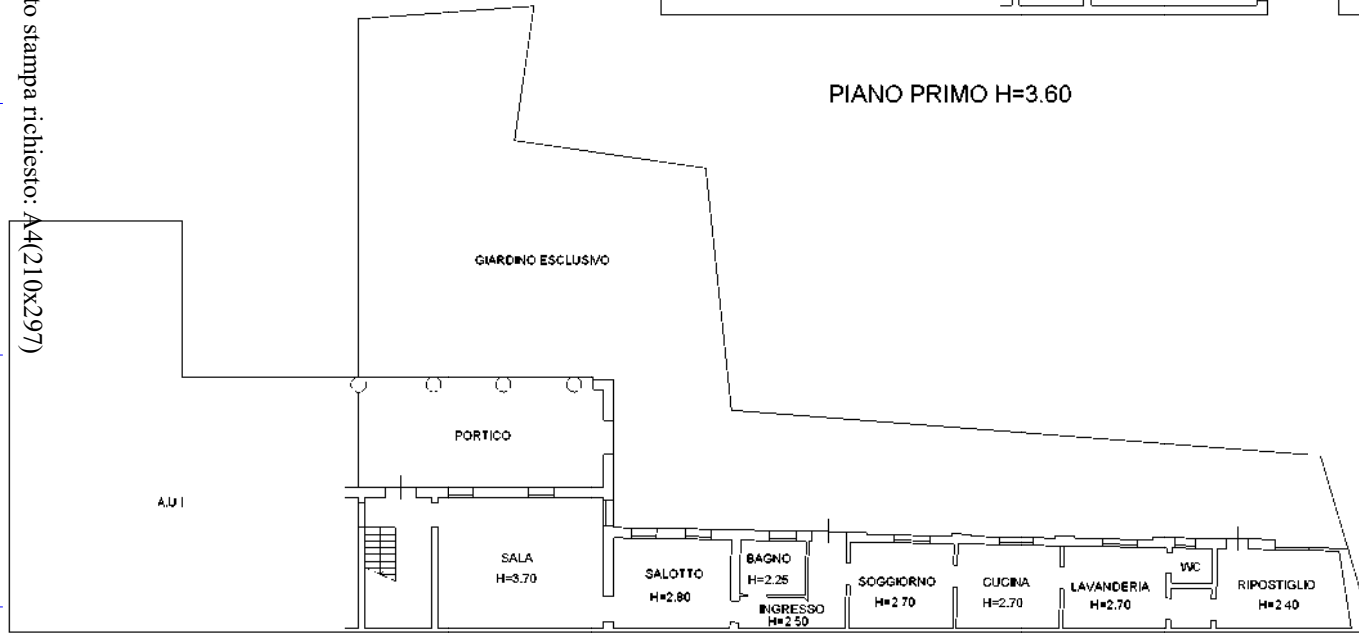 to stampa richiesto: A4(210x297)
PIANO PRIMO H=3.60
GIARDINO ESCLUSIVO
PORTICO
A.U.I
SALA
H=3.70
SALOTTO
H=2.80
BAGNO
H=2.25
INGRESSO
H=2.50
SOGGIORNO
H=2.70
CUCINA
H=2.70
LAVANDERIA
H=2.70
WC
RIPOSTIGLIO
H=2.40